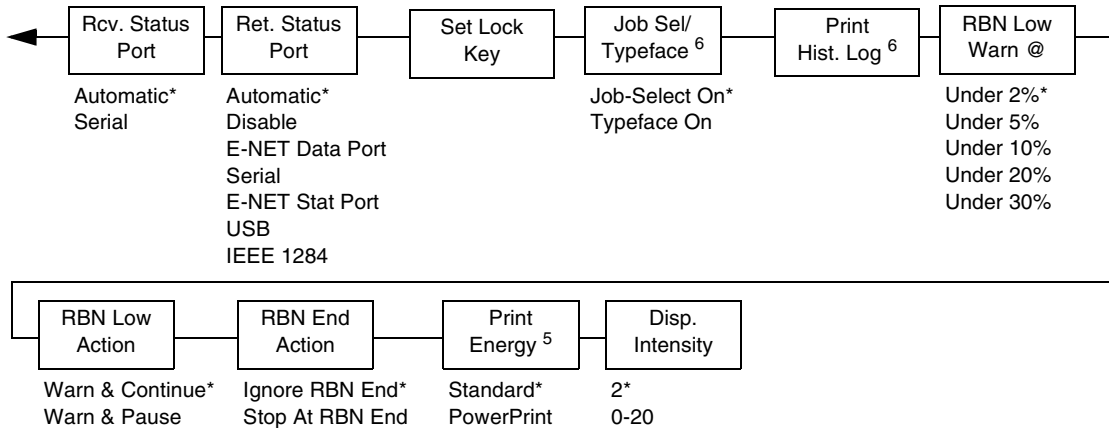 Rcv. Status
Port
Automatic*
Serial
Ret. Status
Port
Automatic*
Disable
E-NET Data Port
Serial
E-NET Stat Port
USB
IEEE 1284
Set Lock
Key
Job Sel/
Typeface 6
Job-Select On*
Typeface On
Print
Hist. Log 6
RBN Low
Warn @
Under 2%*
Under 5%
Under 10%
Under 20%
Under 30%
RBN Low
Action
Warn & Continue*
Warn & Pause
RBN End
Action
Ignore RBN End*
Stop At RBN End
Print
Energy 5
Standard*
PowerPrint
Disp.
Intensity
2*
0-20